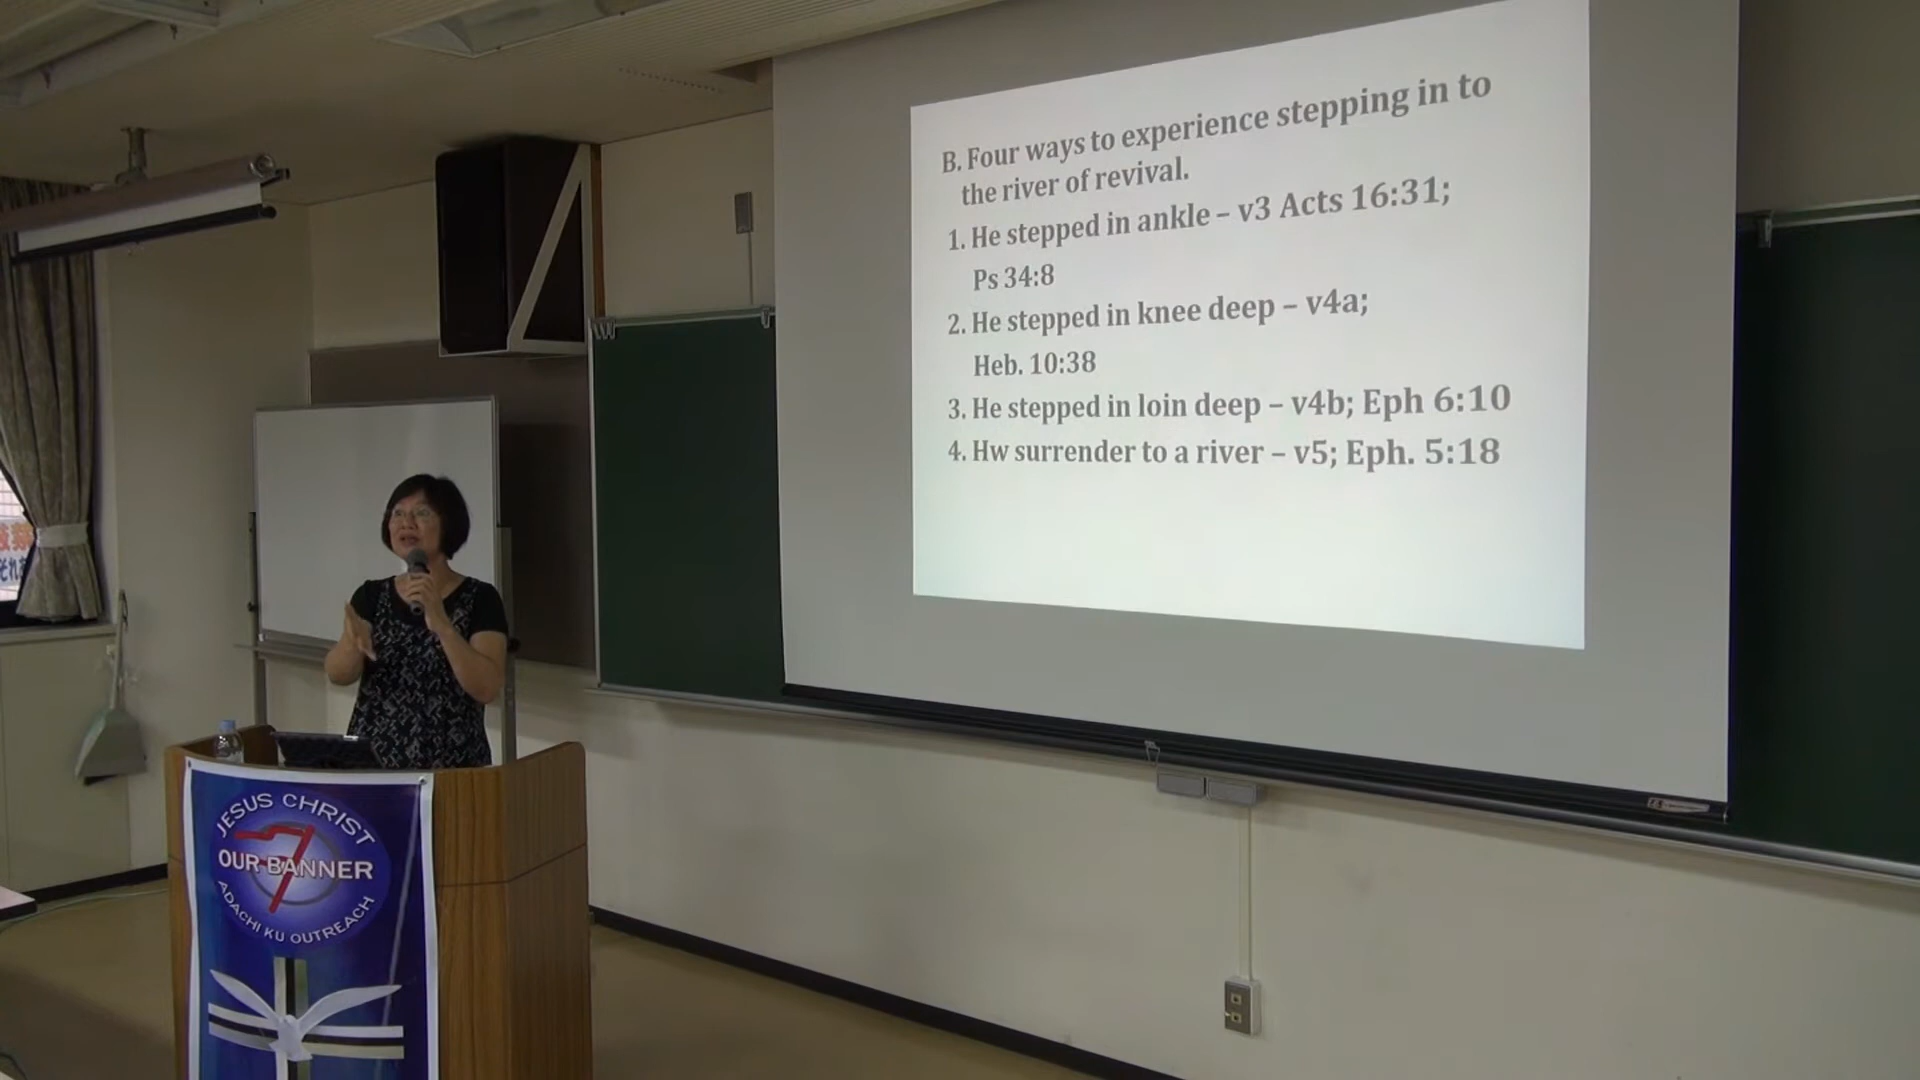 B. Four ways to experience stepping in to
the river of revival.
1. He stepped in ankle – v3 Acts 16:31;
Ps 34:8
2. He stepped in knee deep – v4a;
Heb. 10:38
3. He stepped in loin deep – v4b; Eph 6:10
4. Hw surrender to a river – v5; Eph. 5:18
JESUS CHRIST
OUR BANNER
ADACHI KU OUTREACH